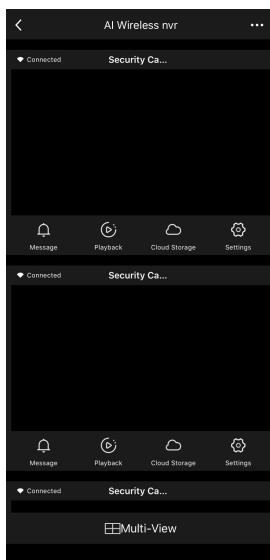 AI Wireless nvr
Connected Security Ca...
Message Playback Cloud Storage Settings
Connected Security Ca...
Message Playback Cloud Storage Settings
Connected Security Ca...
Multi-View